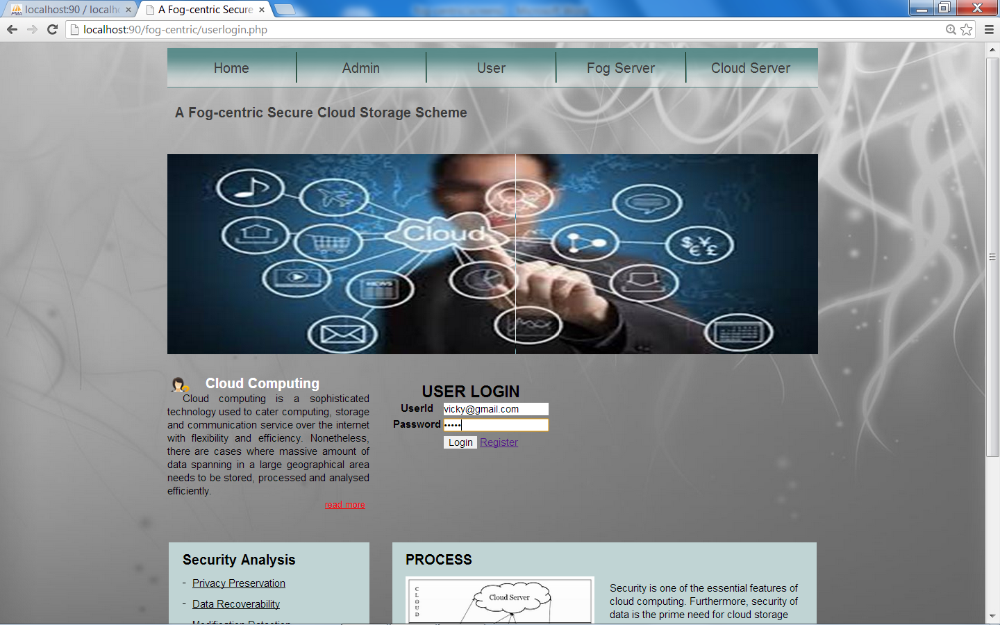 localhost:90 / localho
A Fog-centric Secure
localhost:90/fog-centric/userlogin.php
Home
Admin
User
Fog Server
Cloud Server
A Fog-centric Secure Cloud Storage Scheme
Cloud
NEWS
$ ¥
€ £
Cloud Computing
Cloud computing is a sophisticated
technology used to cater computing, storage
and communication service over the internet
with flexibility and efficiency. Nonetheless,
there are cases where massive amount of
data spanning in a large geographical area
needs to be stored, processed and analysed
efficiently.
read more
USER LOGIN
UserId vicky@gmail.com
Password •••••
Login Register
Security Analysis
- Privacy Preservation
- Data Recoverability
- Modification Detection
PROCESS
CLOUD
Cloud Server
Security is one of the essential features of
cloud computing. Furthermore, security of
data is the prime need for cloud storage